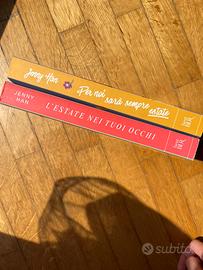 Jenny Han Per noi sarà sempre estate
JENNY HAN L'ESTATE NEI TUOI OCCHI
subito